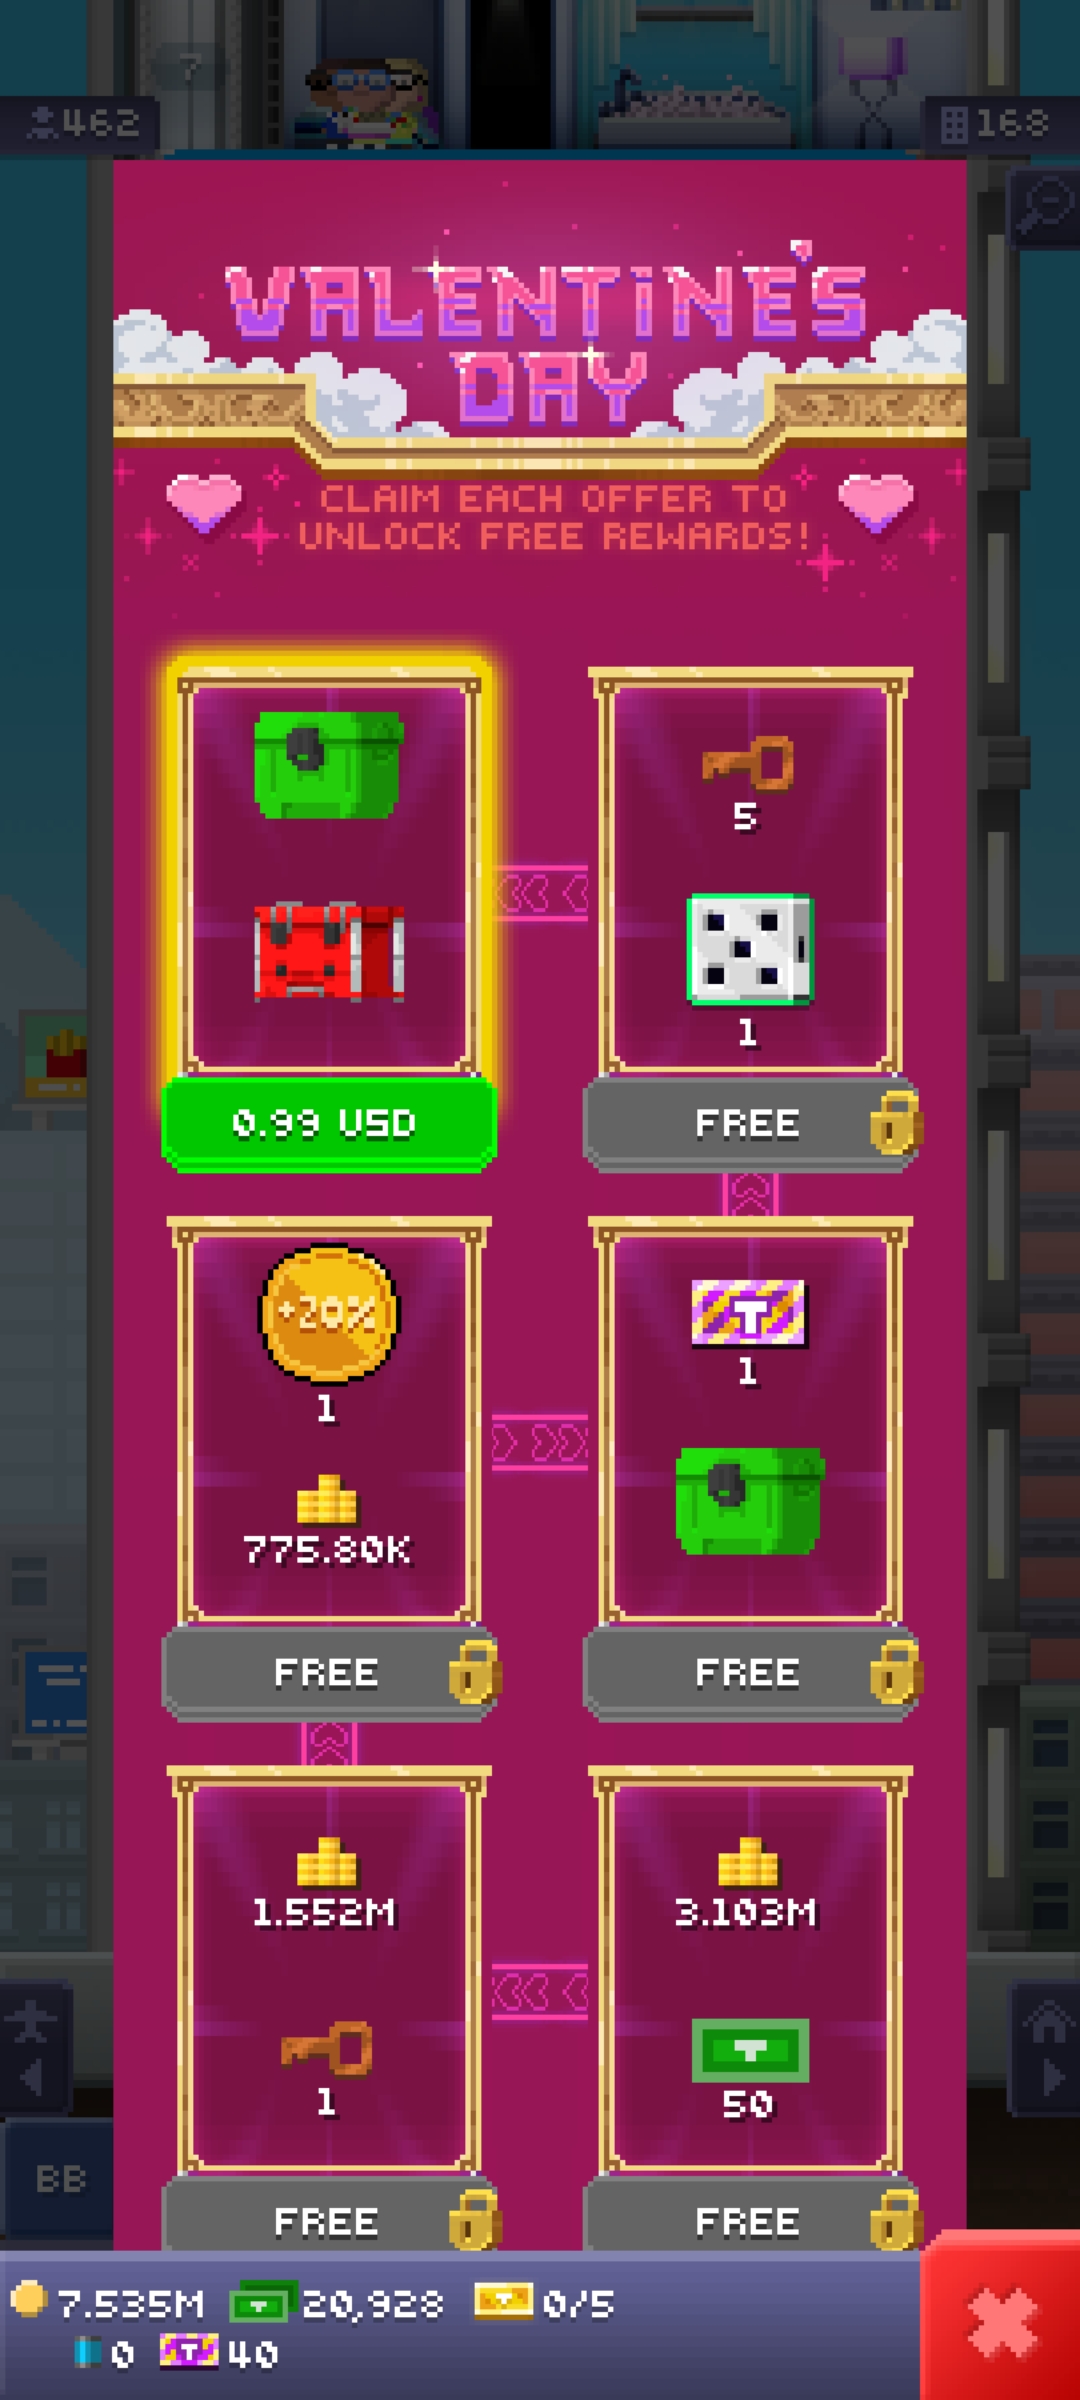 ?
462
168
VALENTINE'S
DAY
CLAIM EACH OFFER TO
UNLOCK FREE REWARDS!
5
1
0.99 USD
FREE
+20%
1
775.80K
T
1
FREE
FREE
1.552M
1
3.103M
50
FREE
FREE
BB
7.535M
20,928
0/5
0
T
40